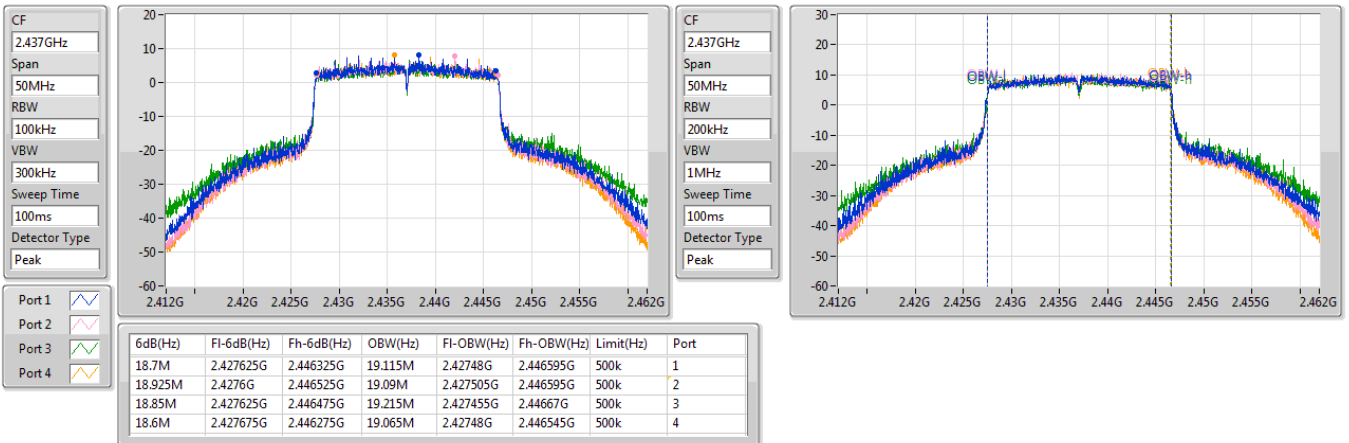 CF
2.437GHz
Span
50MHz
RBW
100kHz
VBW
300kHz
Sweep Time
100ms
Detector Type
Peak
Port 1
Port 2
Port 3
Port 4
20
10
0
-10
-20
-30
-40
-50
-60
2.412G 2.42G 2.425G 2.43G 2.435G 2.44G 2.445G 2.45G 2.455G 2.462G
CF
2.437GHz
Span
50MHz
RBW
200kHz
VBW
1MHz
Sweep Time
100ms
Detector Type
Peak
30
20
10
0
-10
-20
-30
-40
-50
-60
OBW-l OBW-h
2.412G 2.42G 2.425G 2.43G 2.435G 2.44G 2.445G 2.45G 2.455G 2.462G
6dB(Hz) Fl-6dB(Hz) Fh-6dB(Hz) OBW(Hz) Fl-OBW(Hz) Fh-OBW(Hz) Limit(Hz) Port
18.7M 2.427625G 2.446325G 19.115M 2.42748G 2.446595G 500k 1
18.925M 2.4276G 2.446525G 19.09M 2.427505G 2.446595G 500k 2
18.85M 2.427625G 2.446475G 19.215M 2.427455G 2.44667G 500k 3
18.6M 2.427675G 2.446275G 19.065M 2.42748G 2.446545G 500k 4